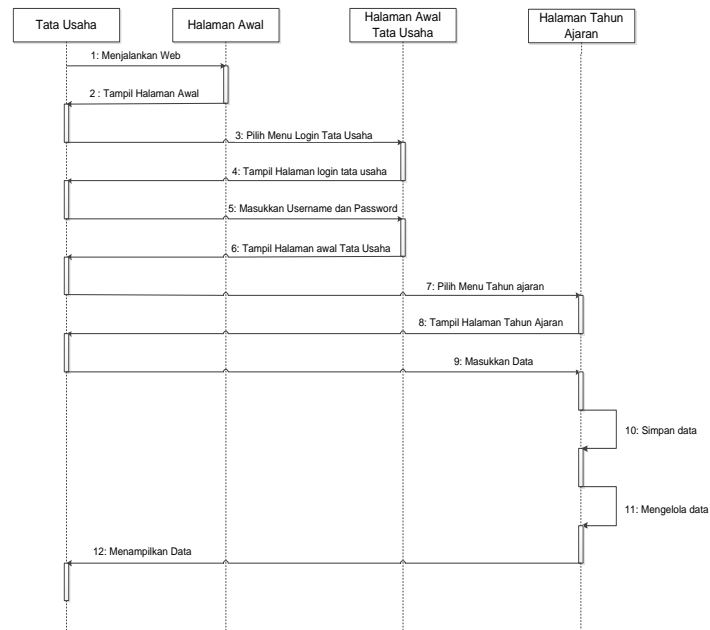 Tata Usaha
Halaman Awal
Halaman Awal
Tata Usaha
Halaman Tahun
Ajaran
1: Menjalankan Web
2 : Tampil Halaman Awal
3: Pilih Menu Login Tata Usaha
4: Tampil Halaman login tata usaha
5: Masukkan Username dan Password
6: Tampil Halaman awal Tata Usaha
7: Pilih Menu Tahun ajaran
8: Tampil Halaman Tahun Ajaran
9: Masukkan Data
10: Simpan data
11: Mengelola data
12: Menampilkan Data